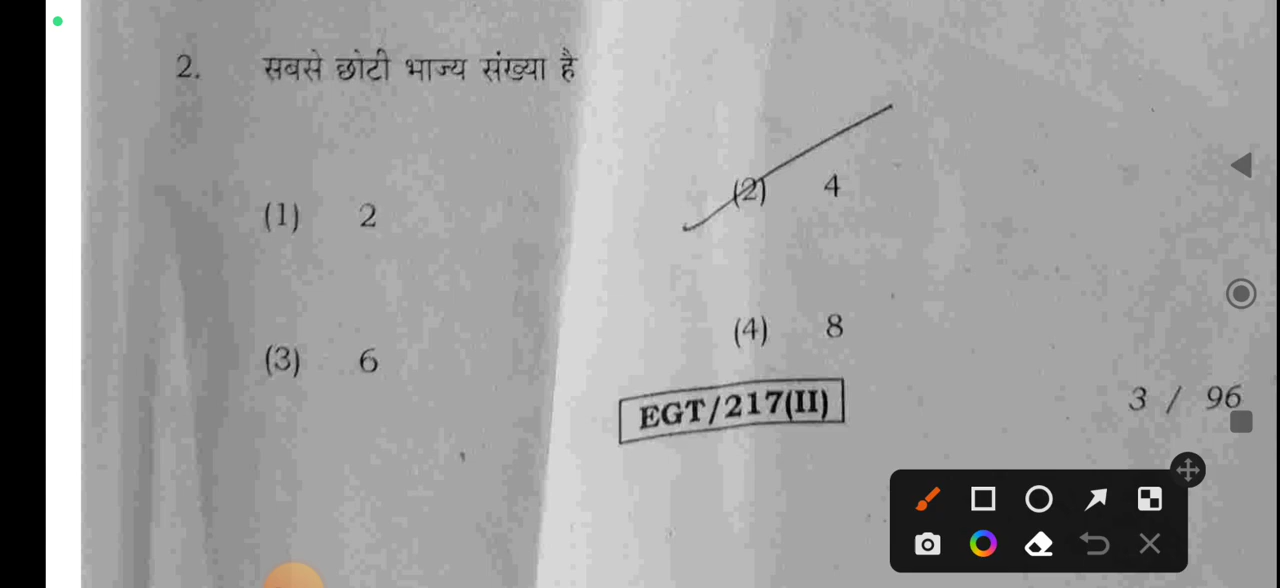 2. सबसे छोटी भाज्य संख्या है
(1) 2
(2) 4
(3) 6
(4) 8
EGT/217(II)
3 / 96